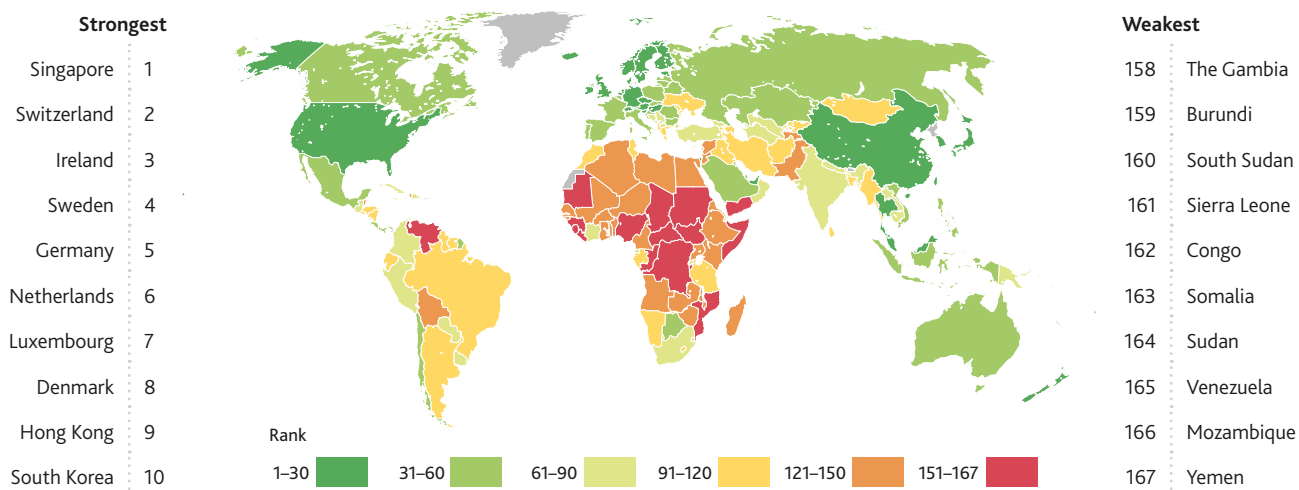 Strongest
Singapore 1
Switzerland 2
Ireland 3
Sweden 4
Germany 5
Netherlands 6
Luxembourg 7
Denmark 8
Hong Kong 9
South Korea 10
Rank
1–30
31–60
61–90
91–120
121–150
151–167
Weakest
158 The Gambia
159 Burundi
160 South Sudan
161 Sierra Leone
162 Congo
163 Somalia
164 Sudan
165 Venezuela
166 Mozambique
167 Yemen